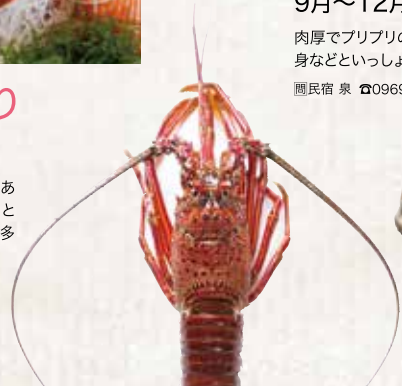 9月〜12月
肉厚でプリプリの
身などといっしょ
問民宿 泉 ☎0969
り
あ
と
多